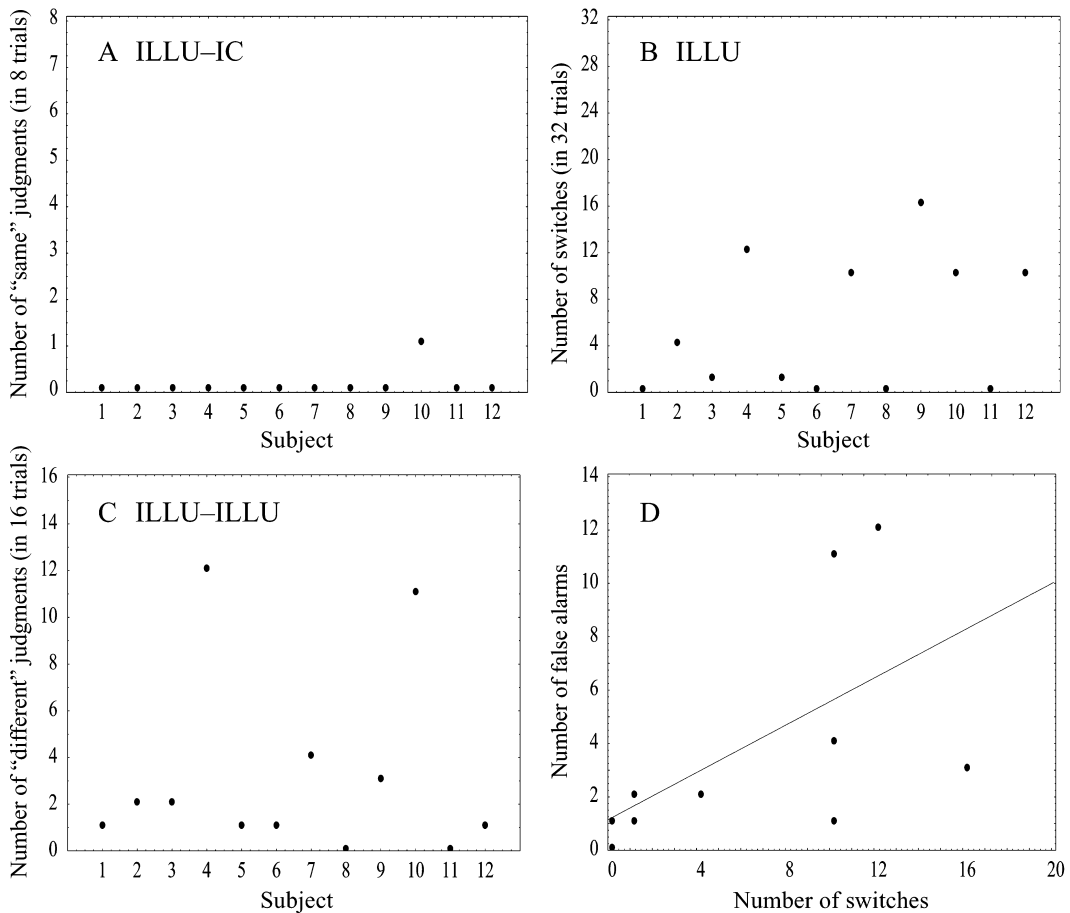 A ILLU–IC
Number of “same” judgments (in 8 trials)
8
7
6
5
4
3
2
1
0
1 2 3 4 5 6 7 8 9 10 11 12
Subject
B ILLU
Number of switches (in 32 trials)
32
28
24
20
16
12
8
4
0
1 2 3 4 5 6 7 8 9 10 11 12
Subject
C ILLU–ILLU
Number of “different” judgments (in 16 trials)
16
14
12
10
8
6
4
2
0
1 2 3 4 5 6 7 8 9 10 11 12
Subject
D
Number of false alarms
14
12
10
8
6
4
2
0
0 4 8 12 16 20
Number of switches